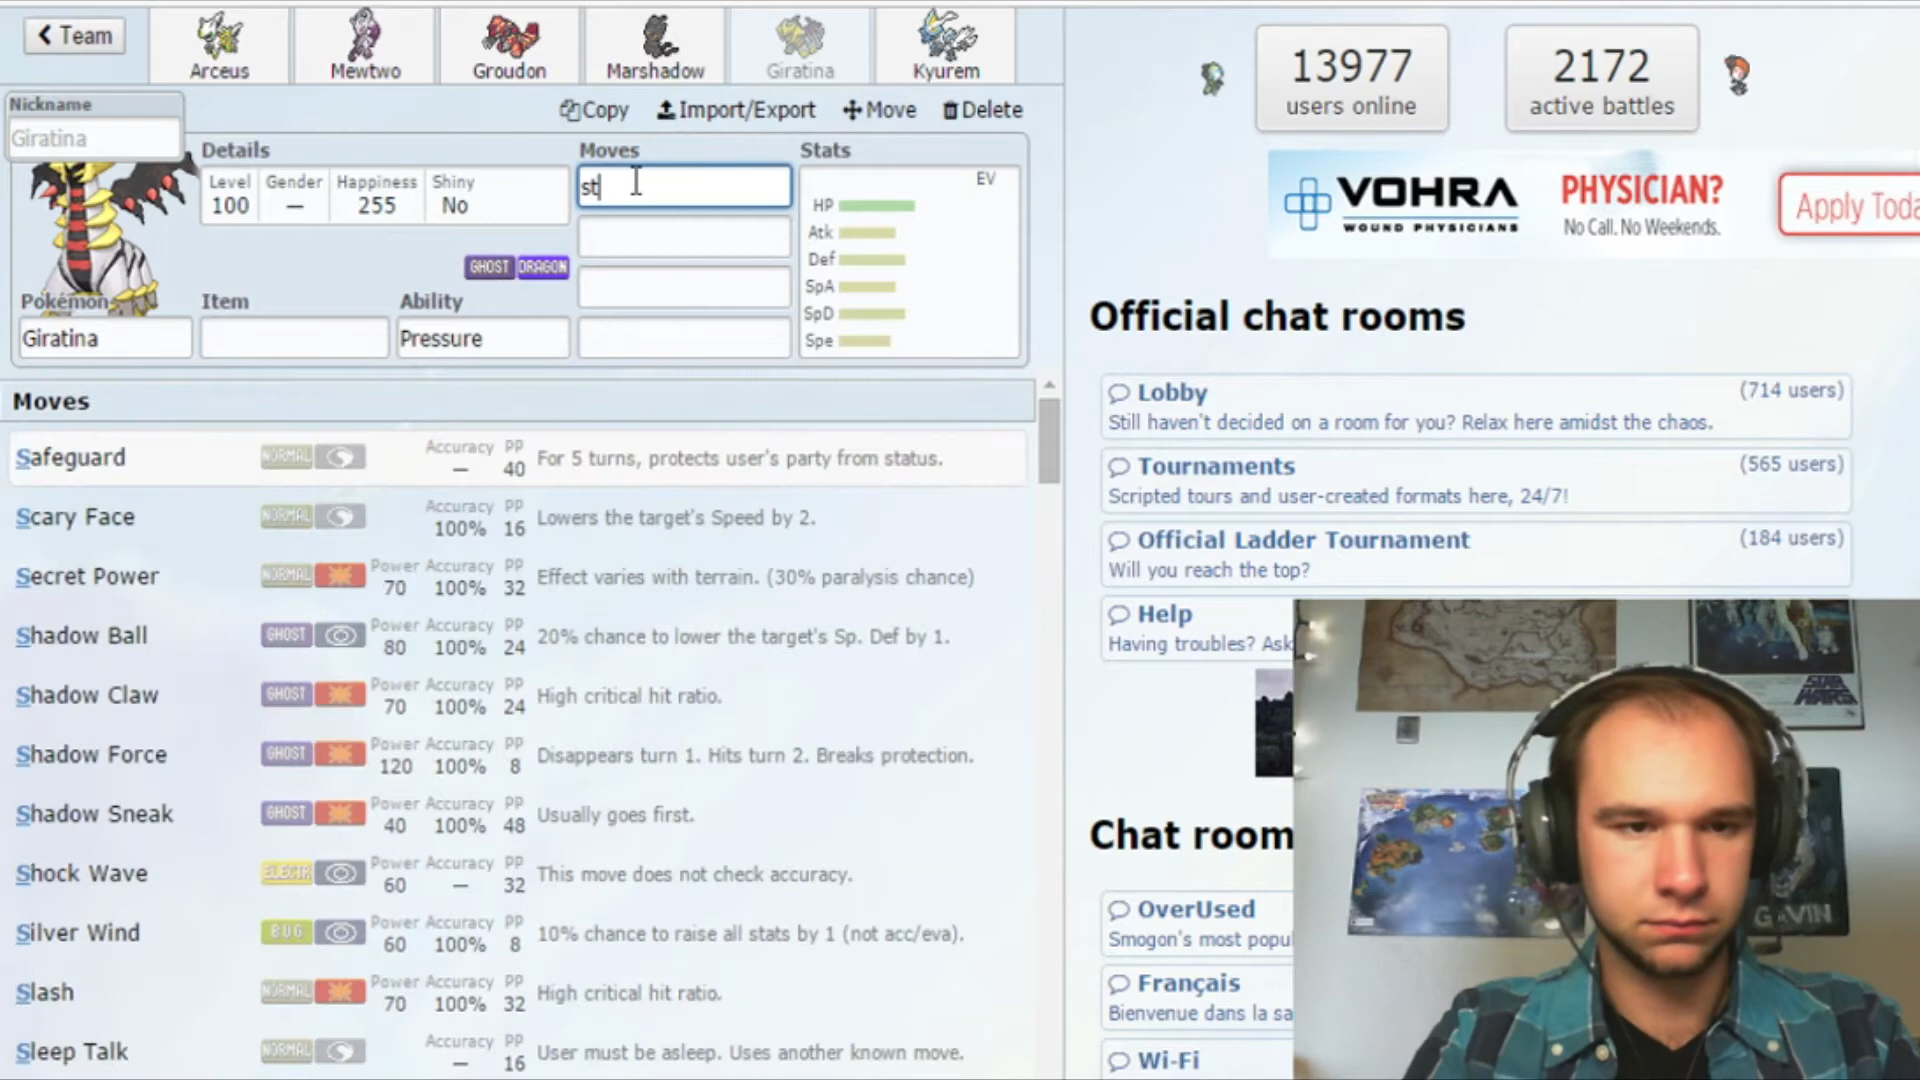 Team
Arceus
Mewtwo
Groudon
Marshadow
Giratina
Kyurem
Copy
Import/Export
Move
Delete
Nickname
Giratina
Details
Level
100
Gender
—
Happiness
255
Shiny
No
GHOST DRAGON
Pokémon
Giratina
Item
Ability
Pressure
Moves
st
Stats
EV
HP
Atk
Def
SpA
SpD
Spe
Moves
Safeguard NORMAL Accuracy — PP 40 For 5 turns, protects user's party from status.
Scary Face NORMAL Accuracy 100% PP 16 Lowers the target's Speed by 2.
Secret Power NORMAL Power 70 Accuracy 100% PP 32 Effect varies with terrain. (30% paralysis chance)
Shadow Ball GHOST Power 80 Accuracy 100% PP 24 20% chance to lower the target's Sp. Def by 1.
Shadow Claw GHOST Power 70 Accuracy 100% PP 24 High critical hit ratio.
Shadow Force GHOST Power 120 Accuracy 100% PP 8 Disappears turn 1. Hits turn 2. Breaks protection.
Shadow Sneak GHOST Power 40 Accuracy 100% PP 48 Usually goes first.
Shock Wave ELECTR Power 60 Accuracy — PP 32 This move does not check accuracy.
Silver Wind BUG Power 60 Accuracy 100% PP 8 10% chance to raise all stats by 1 (not acc/eva).
Slash NORMAL Power 70 Accuracy 100% PP 32 High critical hit ratio.
Sleep Talk NORMAL Accuracy — PP 16 User must be asleep. Uses another known move.
13977
users online
2172
active battles
VOHRA
WOUND PHYSICIANS
PHYSICIAN?
No Call. No Weekends.
Apply Toda
Official chat rooms
Lobby (714 users)
Still haven't decided on a room for you? Relax here amidst the chaos.
Tournaments (565 users)
Scripted tours and user-created formats here, 24/7!
Official Ladder Tournament (184 users)
Will you reach the top?
Help
Having troubles? Ask
Chat room
OverUsed
Smogon's most popu
Français
Bienvenue dans la sa
Wi-Fi
STAR
WARS
GAVIN